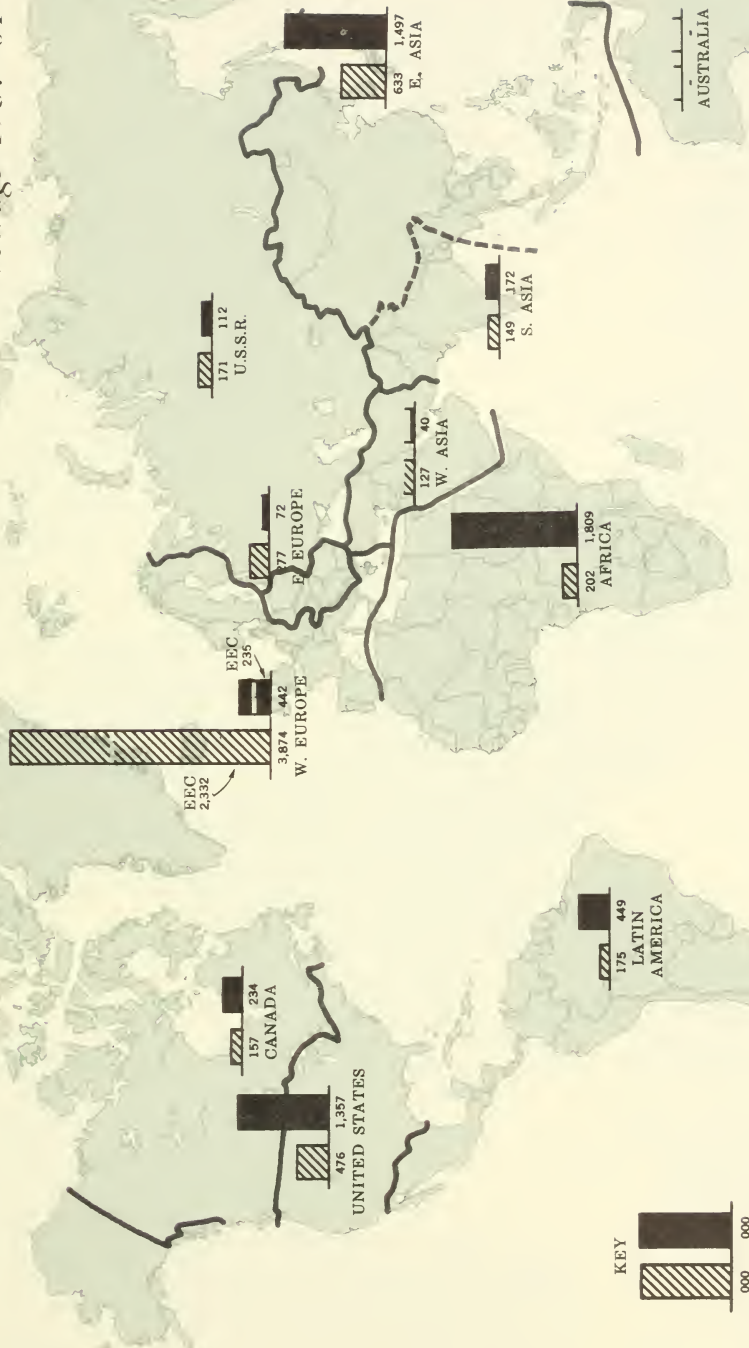 EEC
2,332
EEC
235
3,874 442
W. EUROPE
277 72
E. EUROPE
171 112
U.S.S.R.
633 1,497
E. ASIA
157 234
CANADA
476 1,357
UNITED STATES
127 40
W. ASIA
149 172
S. ASIA
175 449
LATIN
AMERICA
202 1,809
AFRICA
AUSTRALIA
KEY
000 000